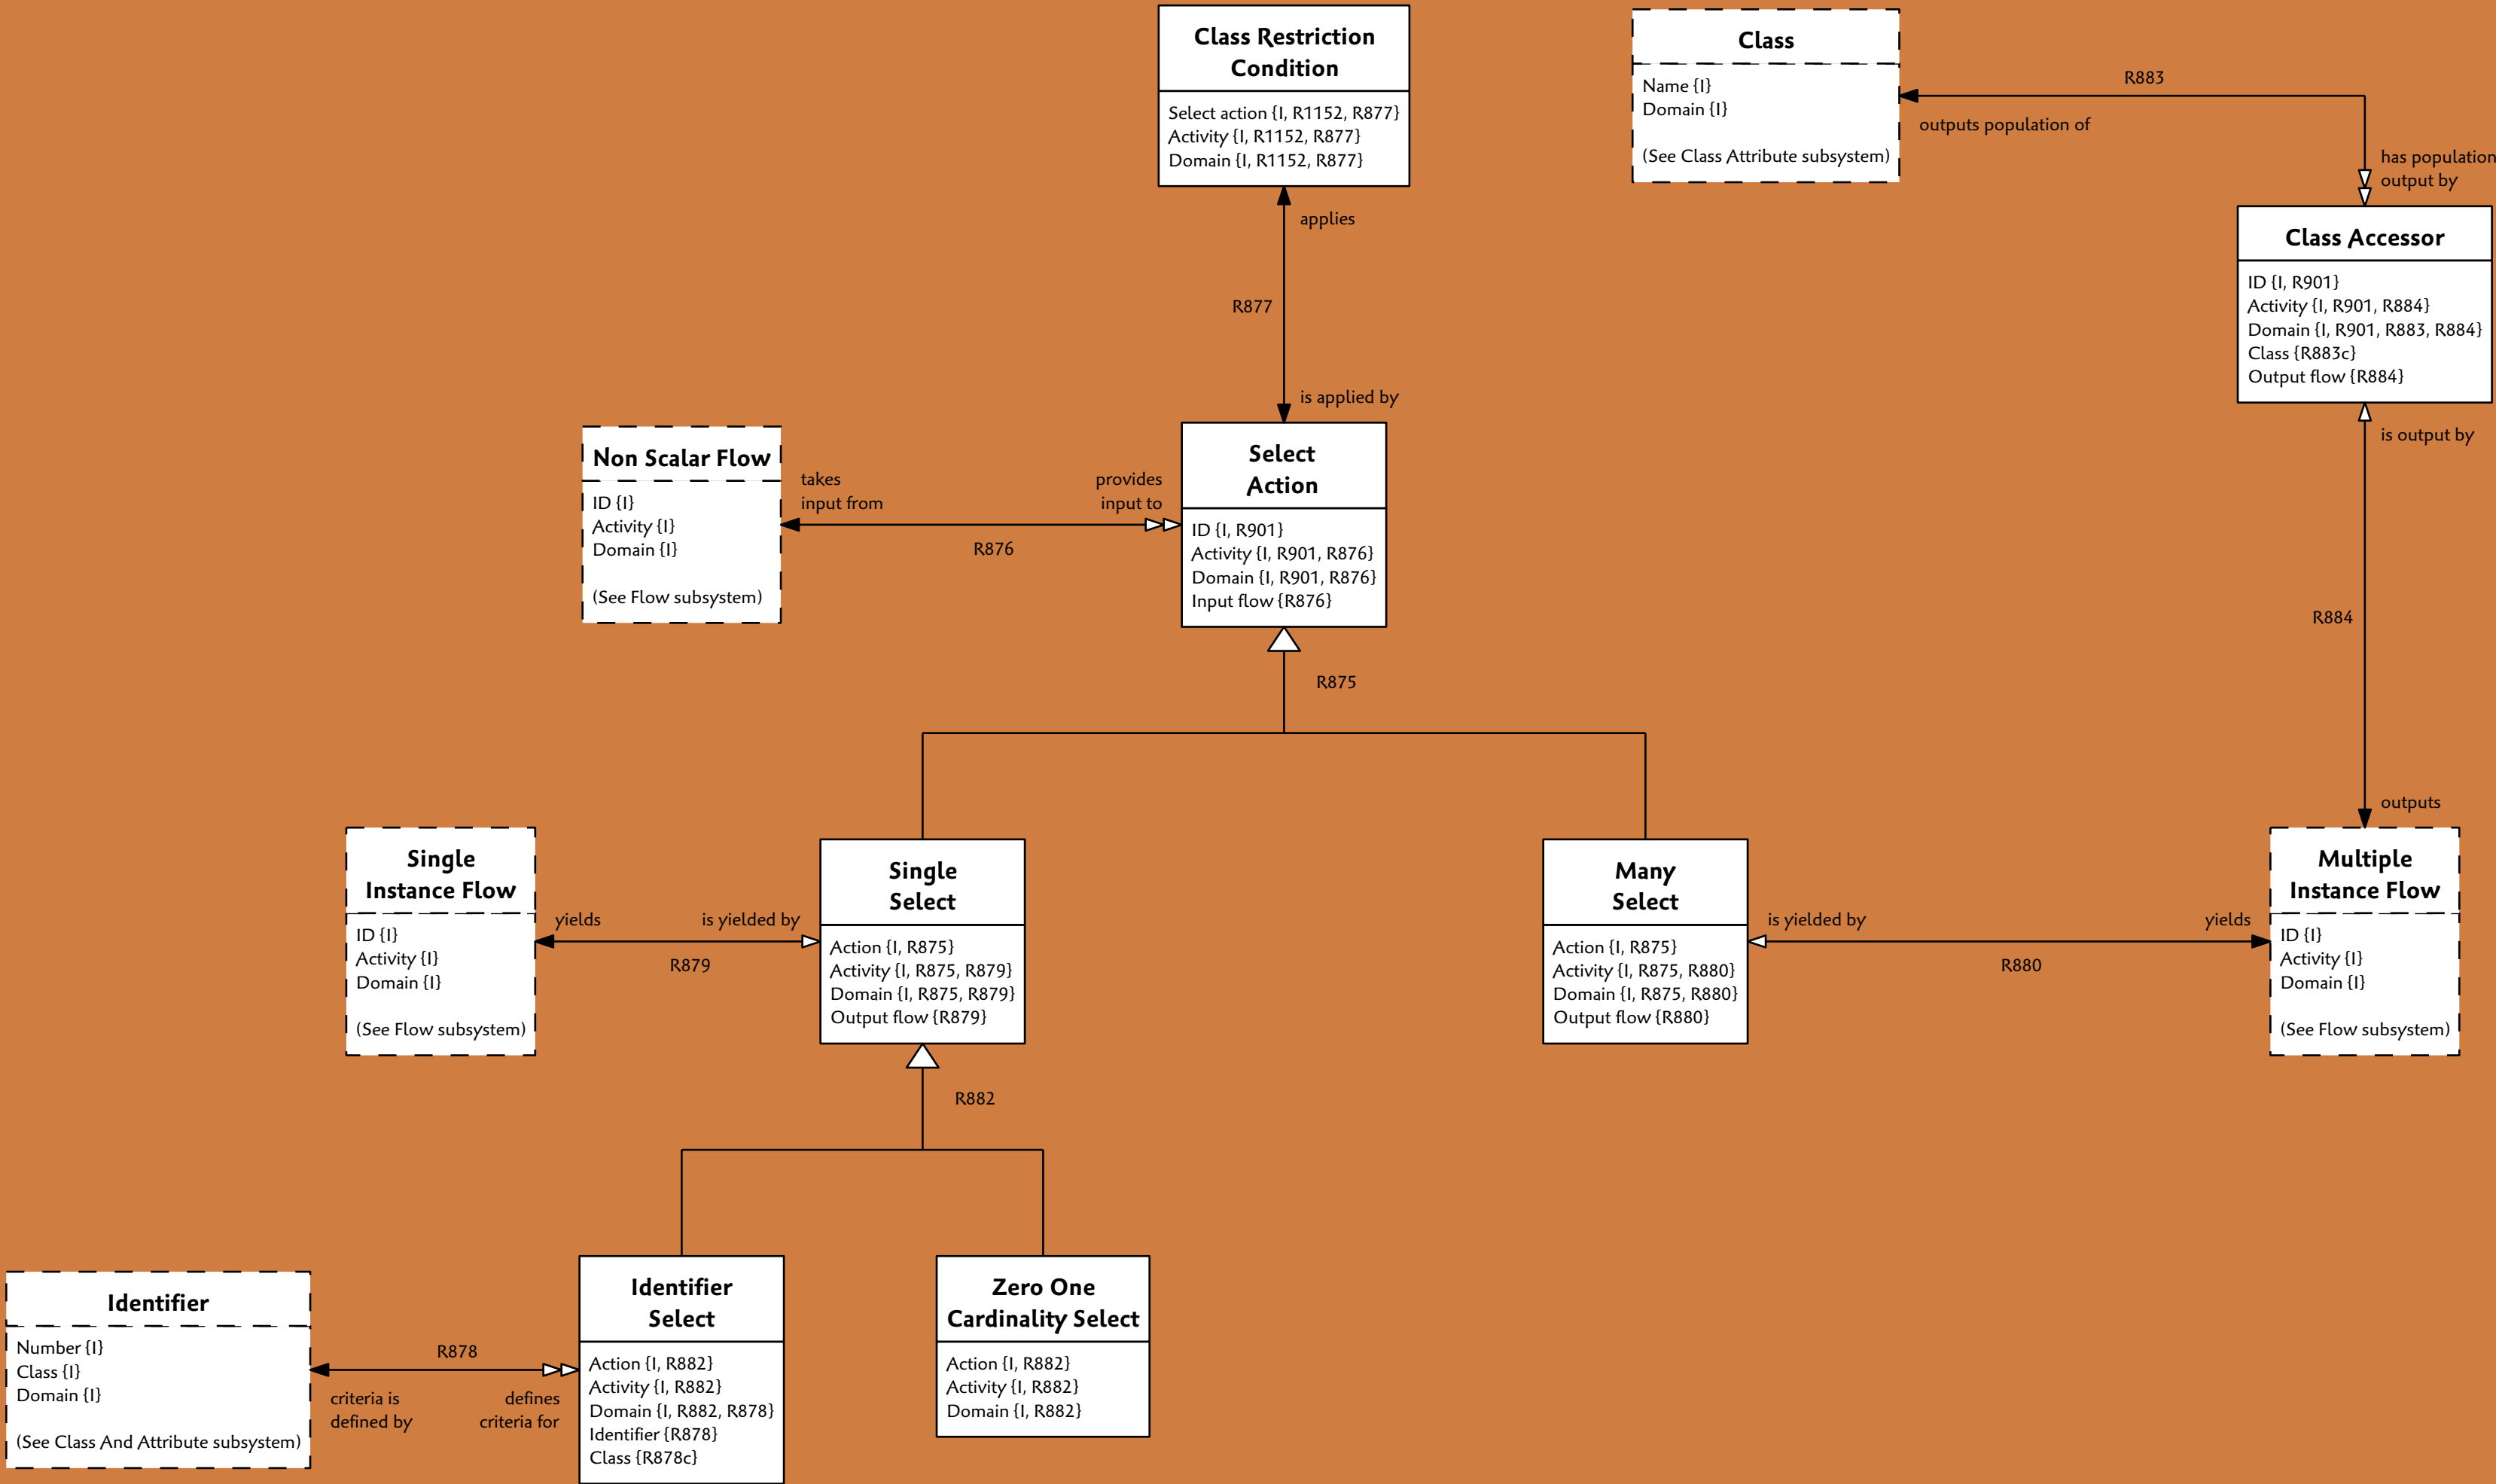 Class Restriction
Condition
Select action {I, R1152, R877}
Activity {I, R1152, R877}
Domain {I, R1152, R877}
Class
Name {I}
Domain {I}
(See Class Attribute subsystem)
R883
outputs population of
has population
output by
Class Accessor
ID {I, R901}
Activity {I, R901, R884}
Domain {I, R901, R883, R884}
Class {R883c}
Output flow {R884}
applies
R877
is applied by
is output by
R884
outputs
Non Scalar Flow
ID {I}
Activity {I}
Domain {I}
(See Flow subsystem)
takes
input from
provides
input to
R876
Select
Action
ID {I, R901}
Activity {I, R901, R876}
Domain {I, R901, R876}
Input flow {R876}
R875
Single
Instance Flow
ID {I}
Activity {I}
Domain {I}
(See Flow subsystem)
yields
is yielded by
R879
Single
Select
Action {I, R875}
Activity {I, R875, R879}
Domain {I, R875, R879}
Output flow {R879}
Many
Select
Action {I, R875}
Activity {I, R875, R880}
Domain {I, R875, R880}
Output flow {R880}
is yielded by
yields
R880
Multiple
Instance Flow
ID {I}
Activity {I}
Domain {I}
(See Flow subsystem)
R882
Identifier
Number {I}
Class {I}
Domain {I}
(See Class And Attribute subsystem)
R878
criteria is
defined by
defines
criteria for
Identifier
Select
Action {I, R882}
Activity {I, R882}
Domain {I, R882, R878}
Identifier {R878}
Class {R878c}
Zero One
Cardinality Select
Action {I, R882}
Activity {I, R882}
Domain {I, R882}